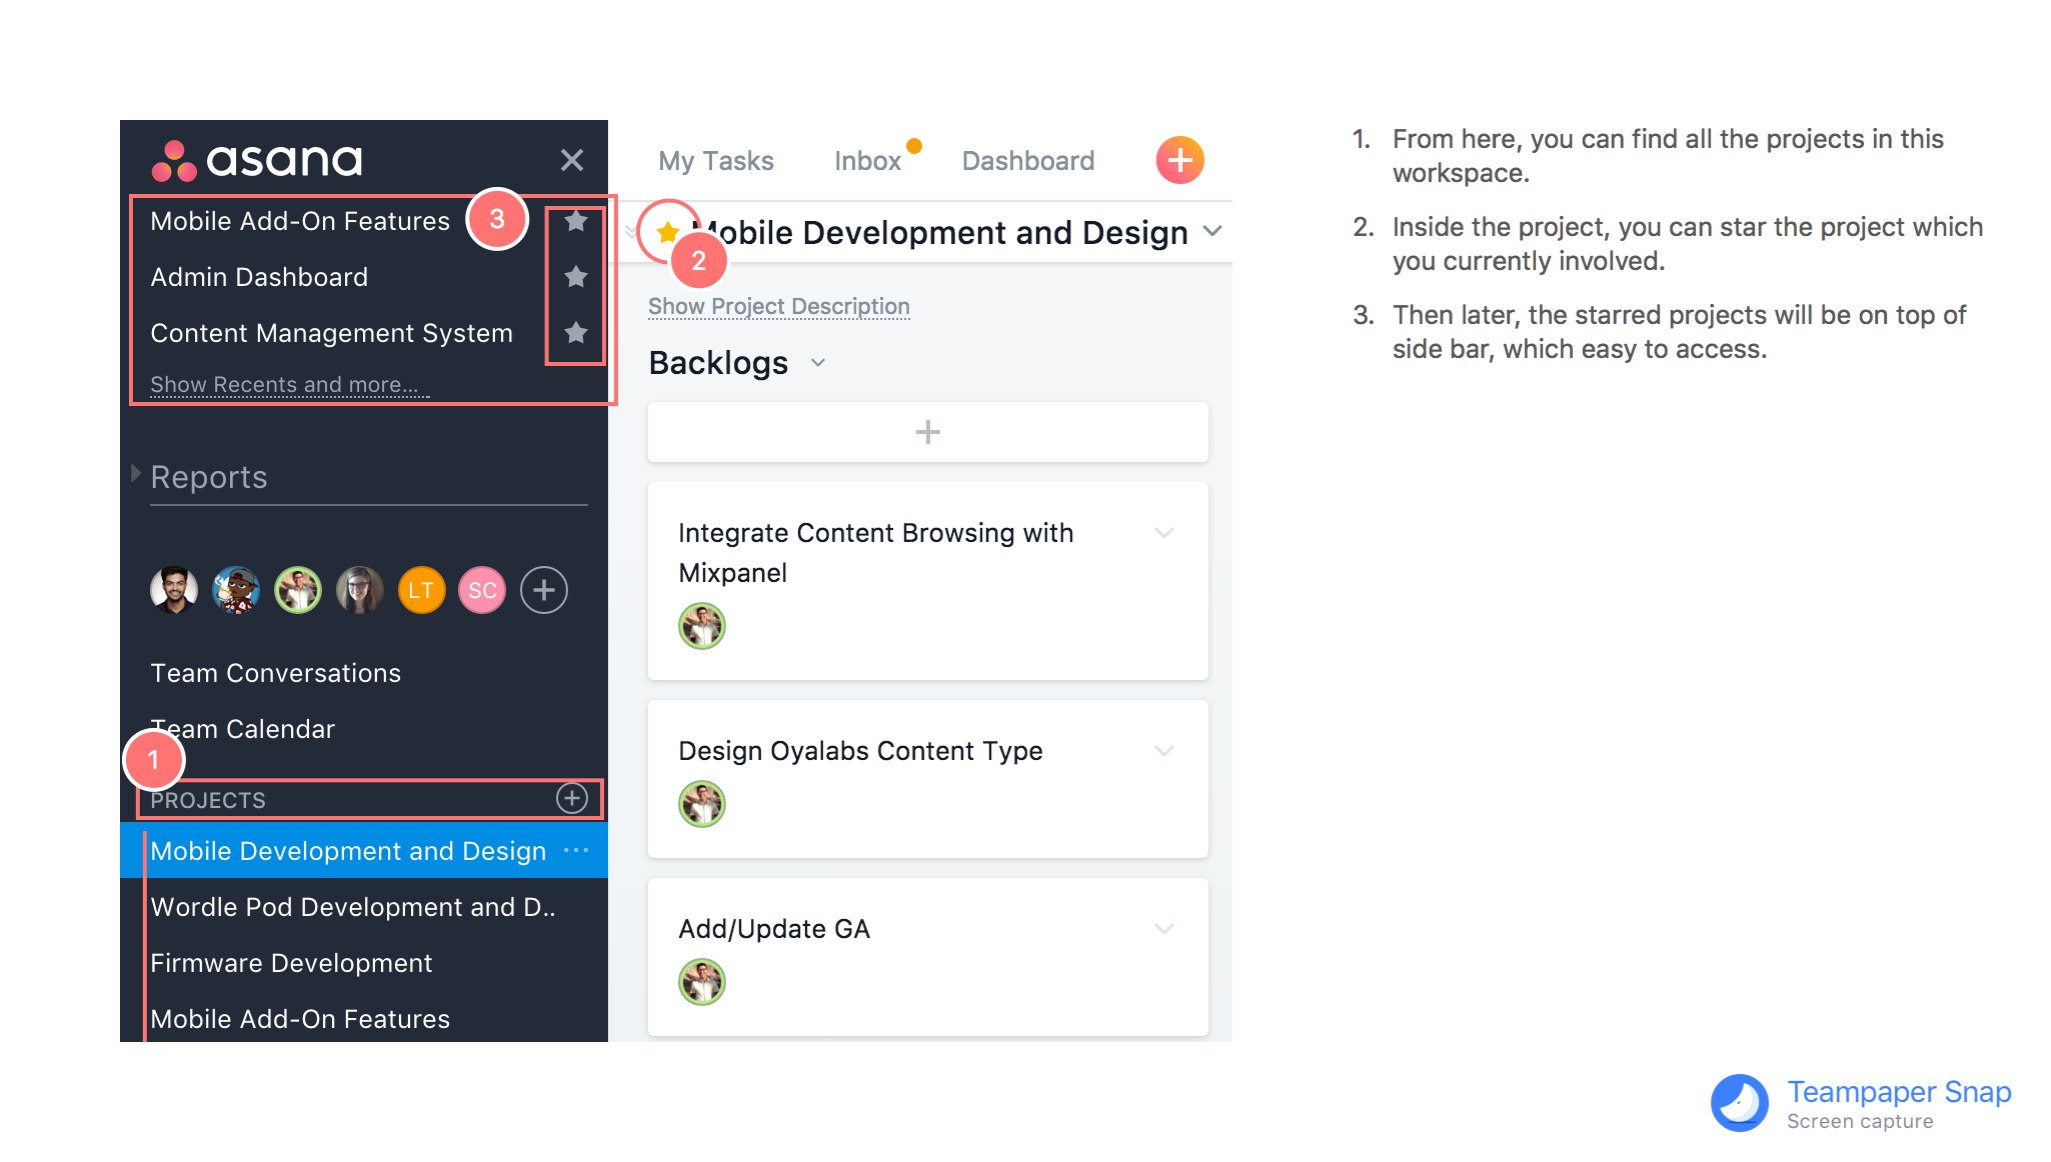 asana
Mobile Add-On Features
3
Admin Dashboard
Content Management System
Show Recents and more...
Reports
LT
SC
Team Conversations
Team Calendar
1
PROJECTS
Mobile Development and Design
Wordle Pod Development and D..
Firmware Development
Mobile Add-On Features
My Tasks
Inbox
Dashboard
Mobile Development and Design
2
Show Project Description
Backlogs
Integrate Content Browsing with
Mixpanel
Design Oyalabs Content Type
Add/Update GA
1. From here, you can find all the projects in this
workspace.
2. Inside the project, you can star the project which
you currently involved.
3. Then later, the starred projects will be on top of
side bar, which easy to access.
Teampaper Snap
Screen capture